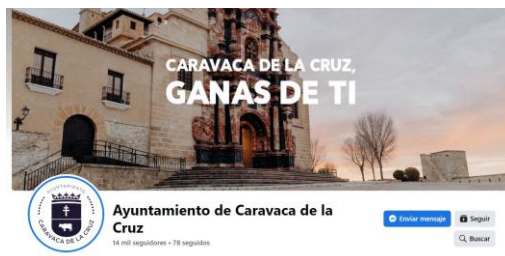 CARAVACA DE LA CRUZ,
GANAS DE TI
AYUNTAMIENTO
CARAVACA DE LA CRUZ
Ayuntamiento de Caravaca de la
Cruz
14 mil seguidores • 78 seguidos
Enviar mensaje
Seguir
Buscar